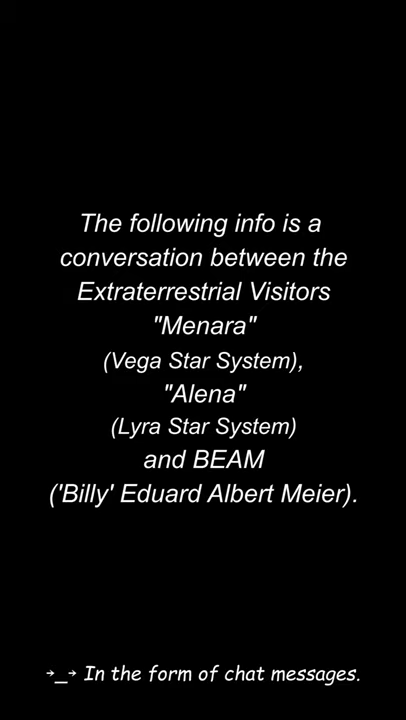 The following info is a
conversation between the
Extraterrestrial Visitors
"Menara"
(Vega Star System),
"Alena"
(Lyra Star System)
and BEAM
('Billy' Eduard Albert Meier).
→_→ In the form of chat messages.